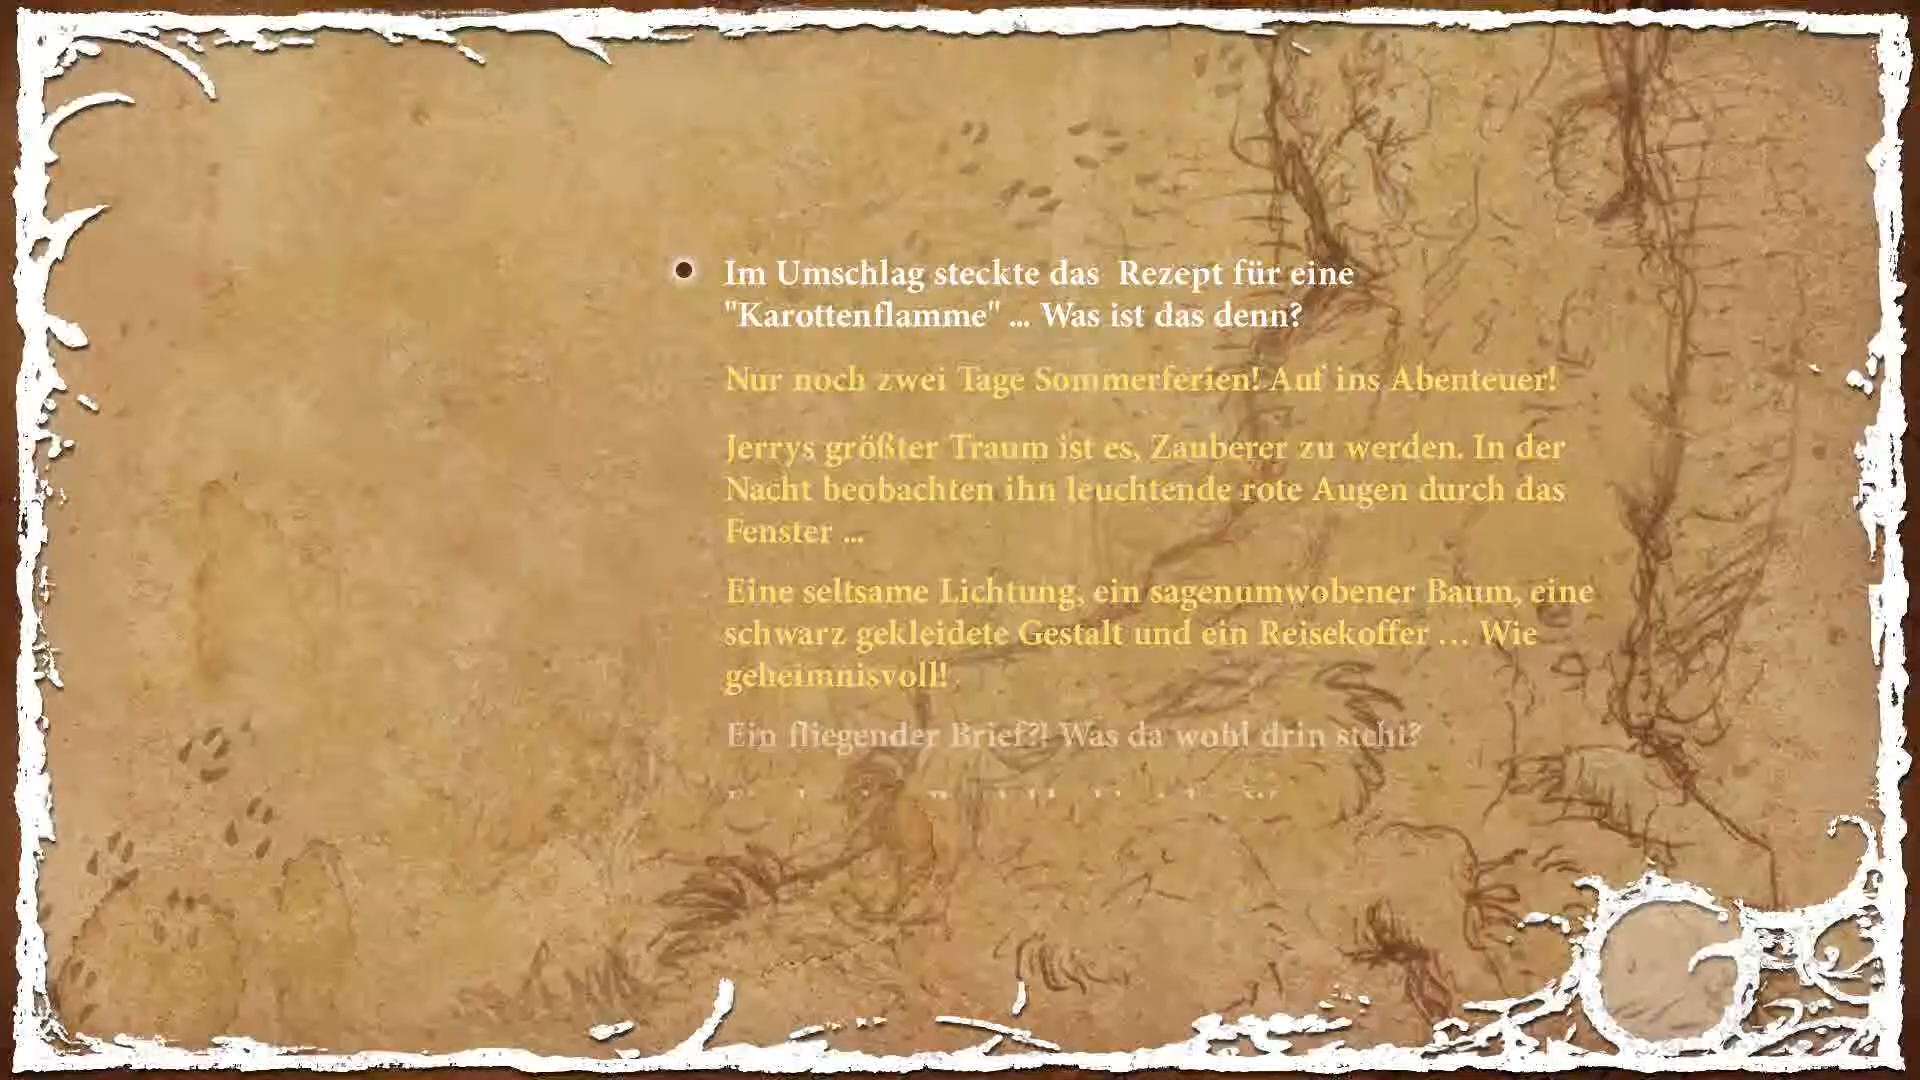 Im Umschlag steckte das  Rezept für eine
"Karottenflamme" ... Was ist das denn?
Nur noch zwei Tage Sommerferien! Auf ins Abenteuer!
Jerrys größter Traum ist es, Zauberer zu werden. In der
Nacht beobachten ihn leuchtende rote Augen durch das
Fenster ...
Eine seltsame Lichtung, ein sagenumwobener Baum, eine
schwarz gekleidete Gestalt und ein Reisekoffer … Wie
geheimnisvoll!
Ein fliegender Brief?! Was da wohl drin steht?